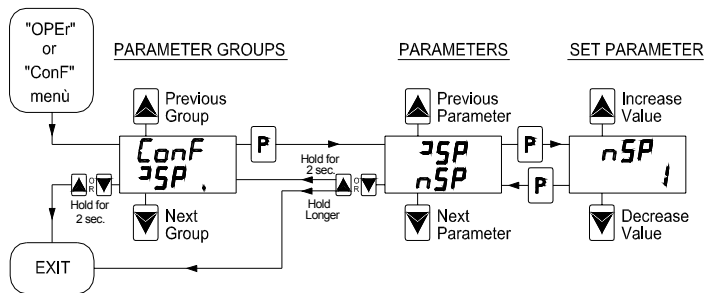 "OPEr"
or
"ConF"
menù
PARAMETER GROUPS
PARAMETERS
SET PARAMETER
Previous
Group
ConF
ᆿSP.
Next
Group
P
Hold for
2 sec.
OR
Hold for
2 sec.
OR
Hold
Longer
Previous
Parameter
ᆿSP
nSP
Next
Parameter
P
P
Increase
Value
nSP
1
Decrease
Value
EXIT